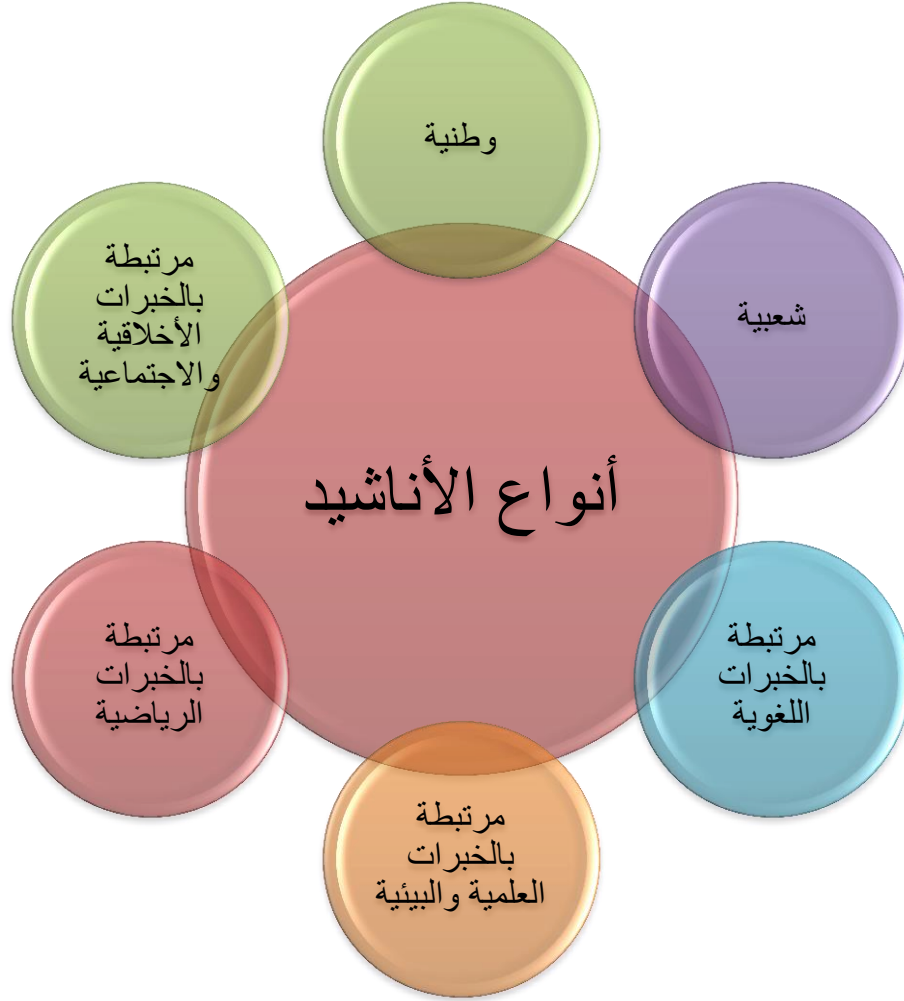 وطنية
شعبية
مرتبطة
بالخبرات
اللغوية
مرتبطة
بالخبرات
العلمية والبيئية
مرتبطة
بالخبرات
الرياضية
مرتبطة
بالخبرات
الأخلاقية
والاجتماعية
أنواع الأناشيد